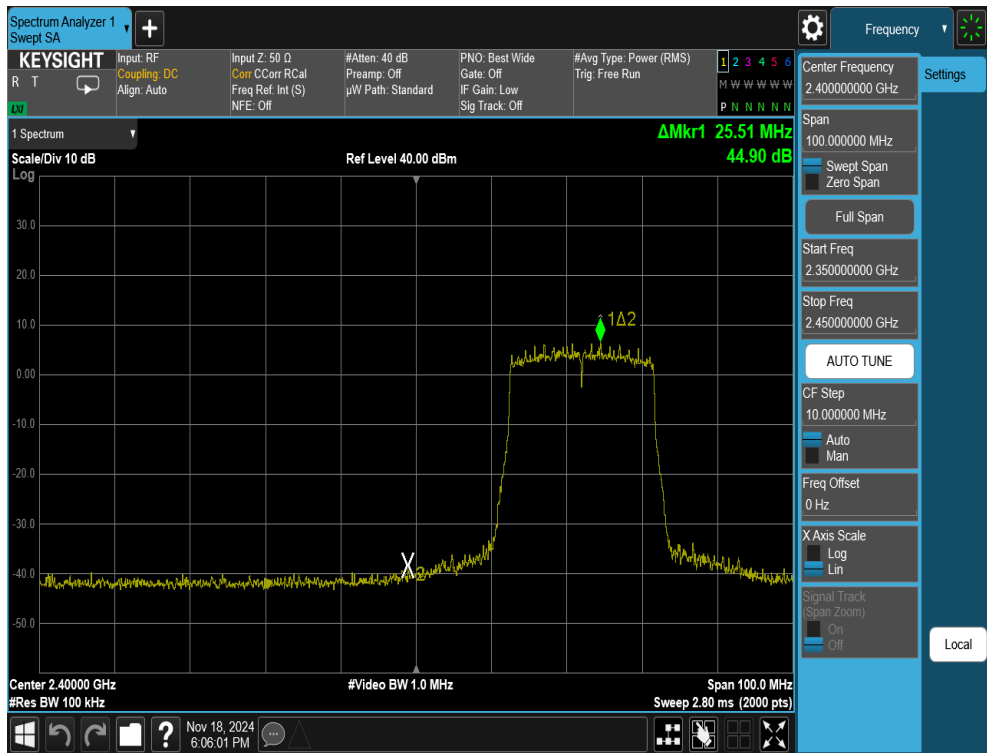 Spectrum Analyzer 1
Swept SA
Frequency
KEYSIGHT
R T
LXI
Input: RF
Coupling: DC
Align: Auto
Input Z: 50 Ω
Corr CCorr RCal
Freq Ref: Int (S)
NFE: Off
#Atten: 40 dB
Preamp: Off
µW Path: Standard
PNO: Best Wide
Gate: Off
IF Gain: Low
Sig Track: Off
#Avg Type: Power (RMS)
Trig: Free Run
1 2 3 4 5 6
M W W W W W
P N N N N N
1 Spectrum
Scale/Div 10 dB
Log
Ref Level 40.00 dBm
ΔMkr1 25.51 MHz
44.90 dB
30.0
20.0
10.0
0.00
-10.0
-20.0
-30.0
-40.0
-50.0
1Δ2
X2
Center 2.40000 GHz
#Res BW 100 kHz
#Video BW 1.0 MHz
Span 100.0 MHz
Sweep 2.80 ms (2000 pts)
Center Frequency
2.400000000 GHz
Span
100.000000 MHz
Swept Span
Zero Span
Full Span
Start Freq
2.350000000 GHz
Stop Freq
2.450000000 GHz
AUTO TUNE
CF Step
10.000000 MHz
Auto
Man
Freq Offset
0 Hz
X Axis Scale
Log
Lin
Signal Track
(Span Zoom)
On
Off
Settings
Local
?
Nov 18, 2024
6:06:01 PM